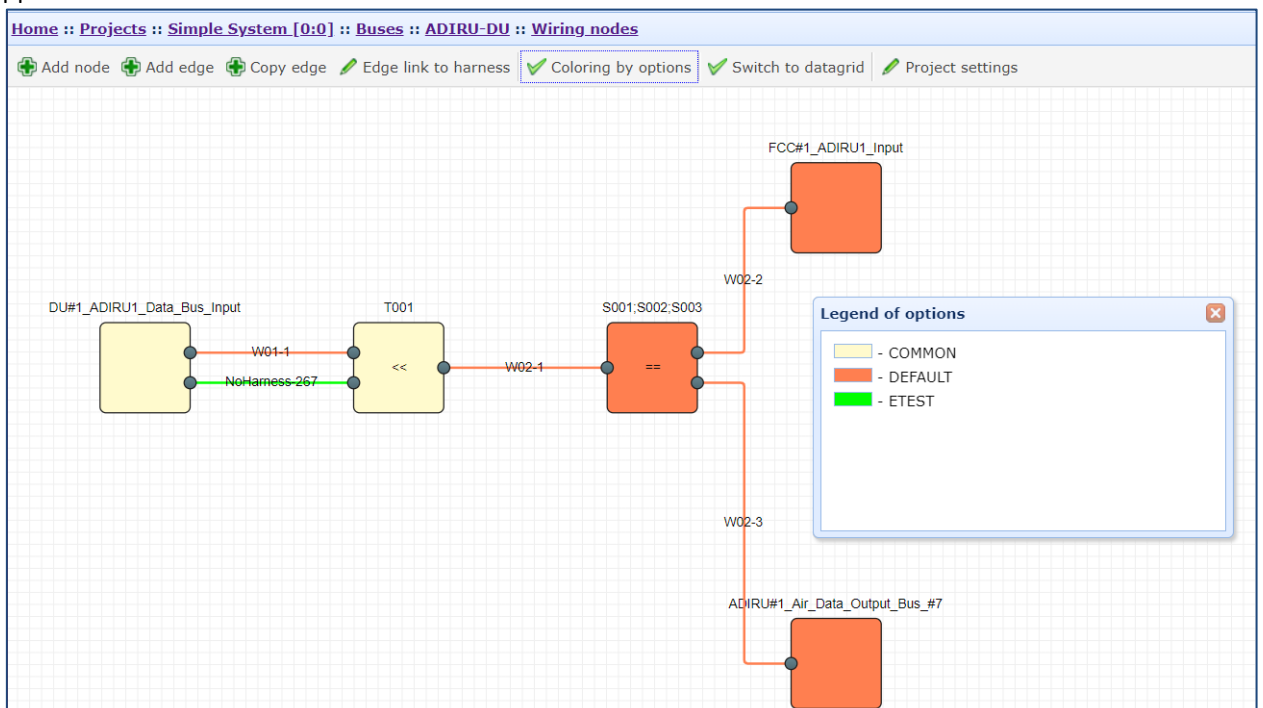 Home :: Projects :: Simple System [0:0] :: Buses :: ADIRU-DU :: Wiring nodes
Add node Add edge Copy edge Edge link to harness Coloring by options Switch to datagrid Project settings
FCC#1_ADIRU1_Input
W02-2
DU#1_ADIRU1_Data_Bus_Input T001 S001;S002;S003
Legend of options
W01-1
NoHarness-267
<<
W02-1
==
- COMMON
- DEFAULT
- ETEST
W02-3
ADIRU#1_Air_Data_Output_Bus_#7